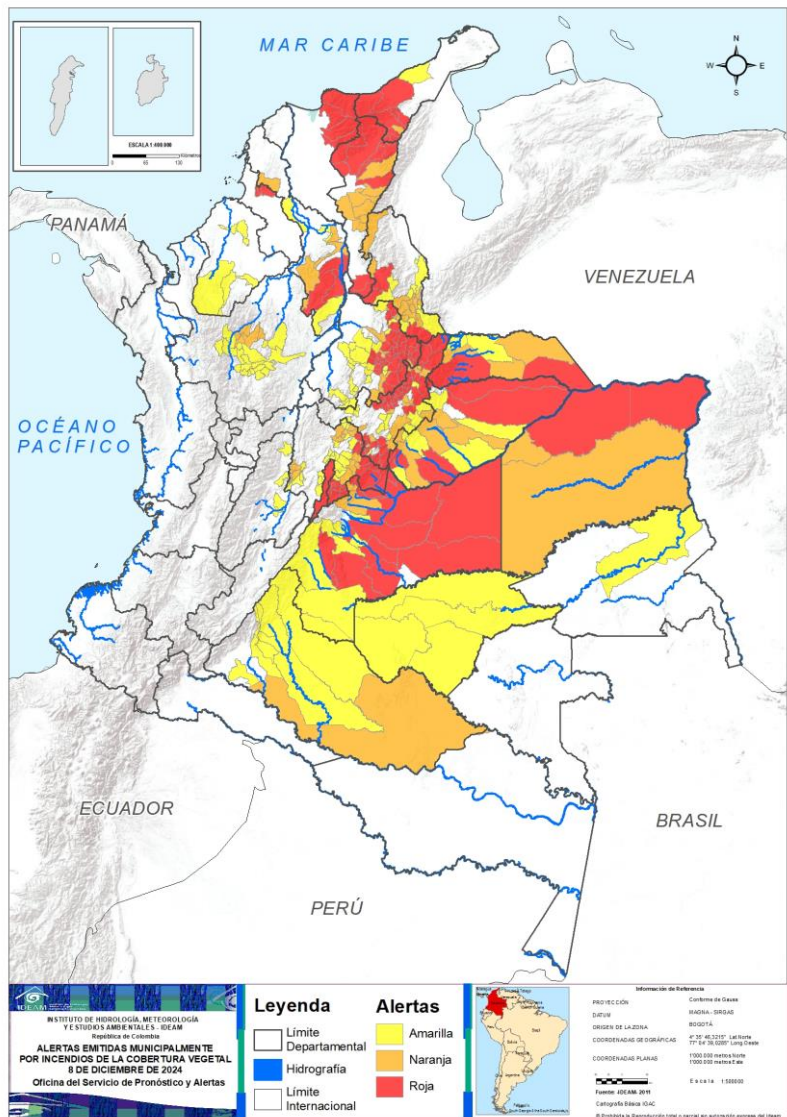 MAR CARIBE
N
W
E
S
ESCALA 1:400.000
PANAMÁ
VENEZUELA
OCÉANO
PACÍFICO
ECUADOR
BRASIL
PERÚ
IDEAM
INSTITUTO DE HIDROLOGÍA, METEOROLOGÍA
Y ESTUDIOS AMBIENTALES - IDEAM
República de Colombia
ALERTAS EMITIDAS MUNICIPALMENTE
POR INCENDIOS DE LA COBERTURA VEGETAL
8 DE DICIEMBRE DE 2024
Oficina del Servicio de Pronóstico y Alertas
Leyenda
Límite
Departamental
Hidrografía
Límite
Internacional
Alertas
Amarilla
Naranja
Roja
Información de Referencia
PROYECCIÓN Conforme de Gauss
DATUM MAGNA - SIRGAS
ORIGEN DE LA ZONA BOGOTÁ
COORDENADAS GEOGRÁFICAS
COORDENADAS PLANAS 1'000.000 metros Norte
1'000.000 metros Este
Escala
Fuente: IDEAM- 2011
Cartografía Básica: IGAC